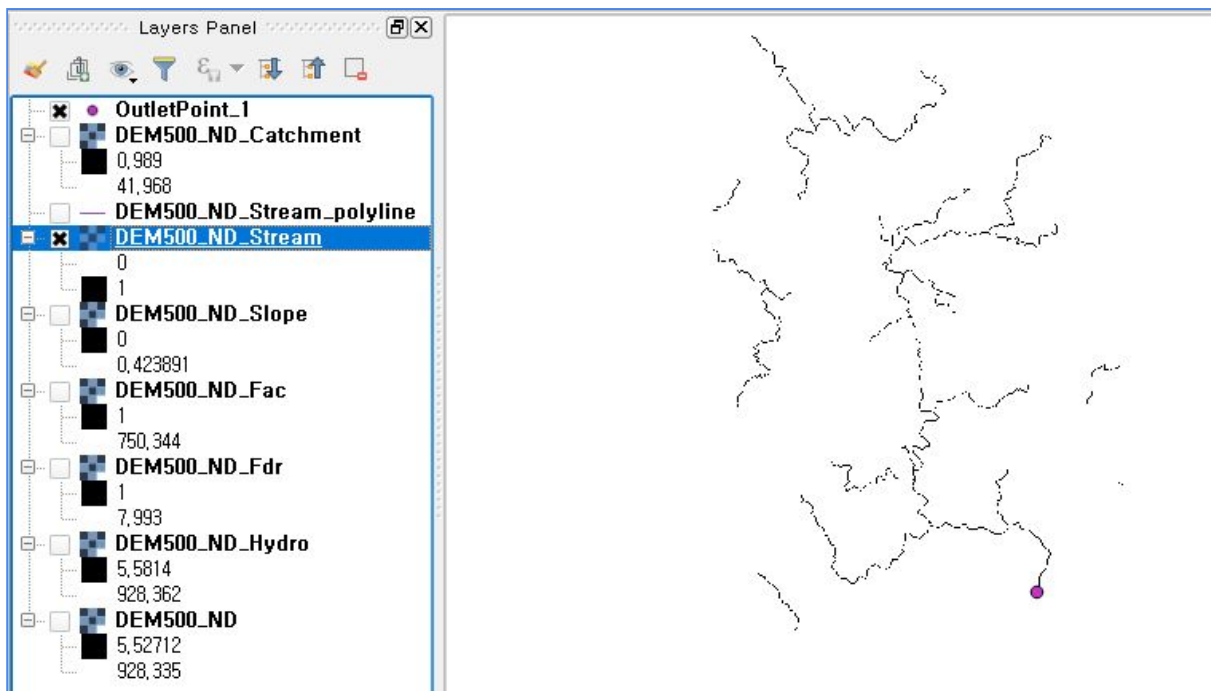 Layers Panel
OutletPoint_1
DEM500_ND_Catchment
0,989
41,968
DEM500_ND_Stream_polyline
DEM500_ND_Stream
0
1
DEM500_ND_Slope
0
0,423891
DEM500_ND_Fac
1
750,344
DEM500_ND_Fdr
1
7,993
DEM500_ND_Hydro
5,5814
928,362
DEM500_ND
5,52712
928,335